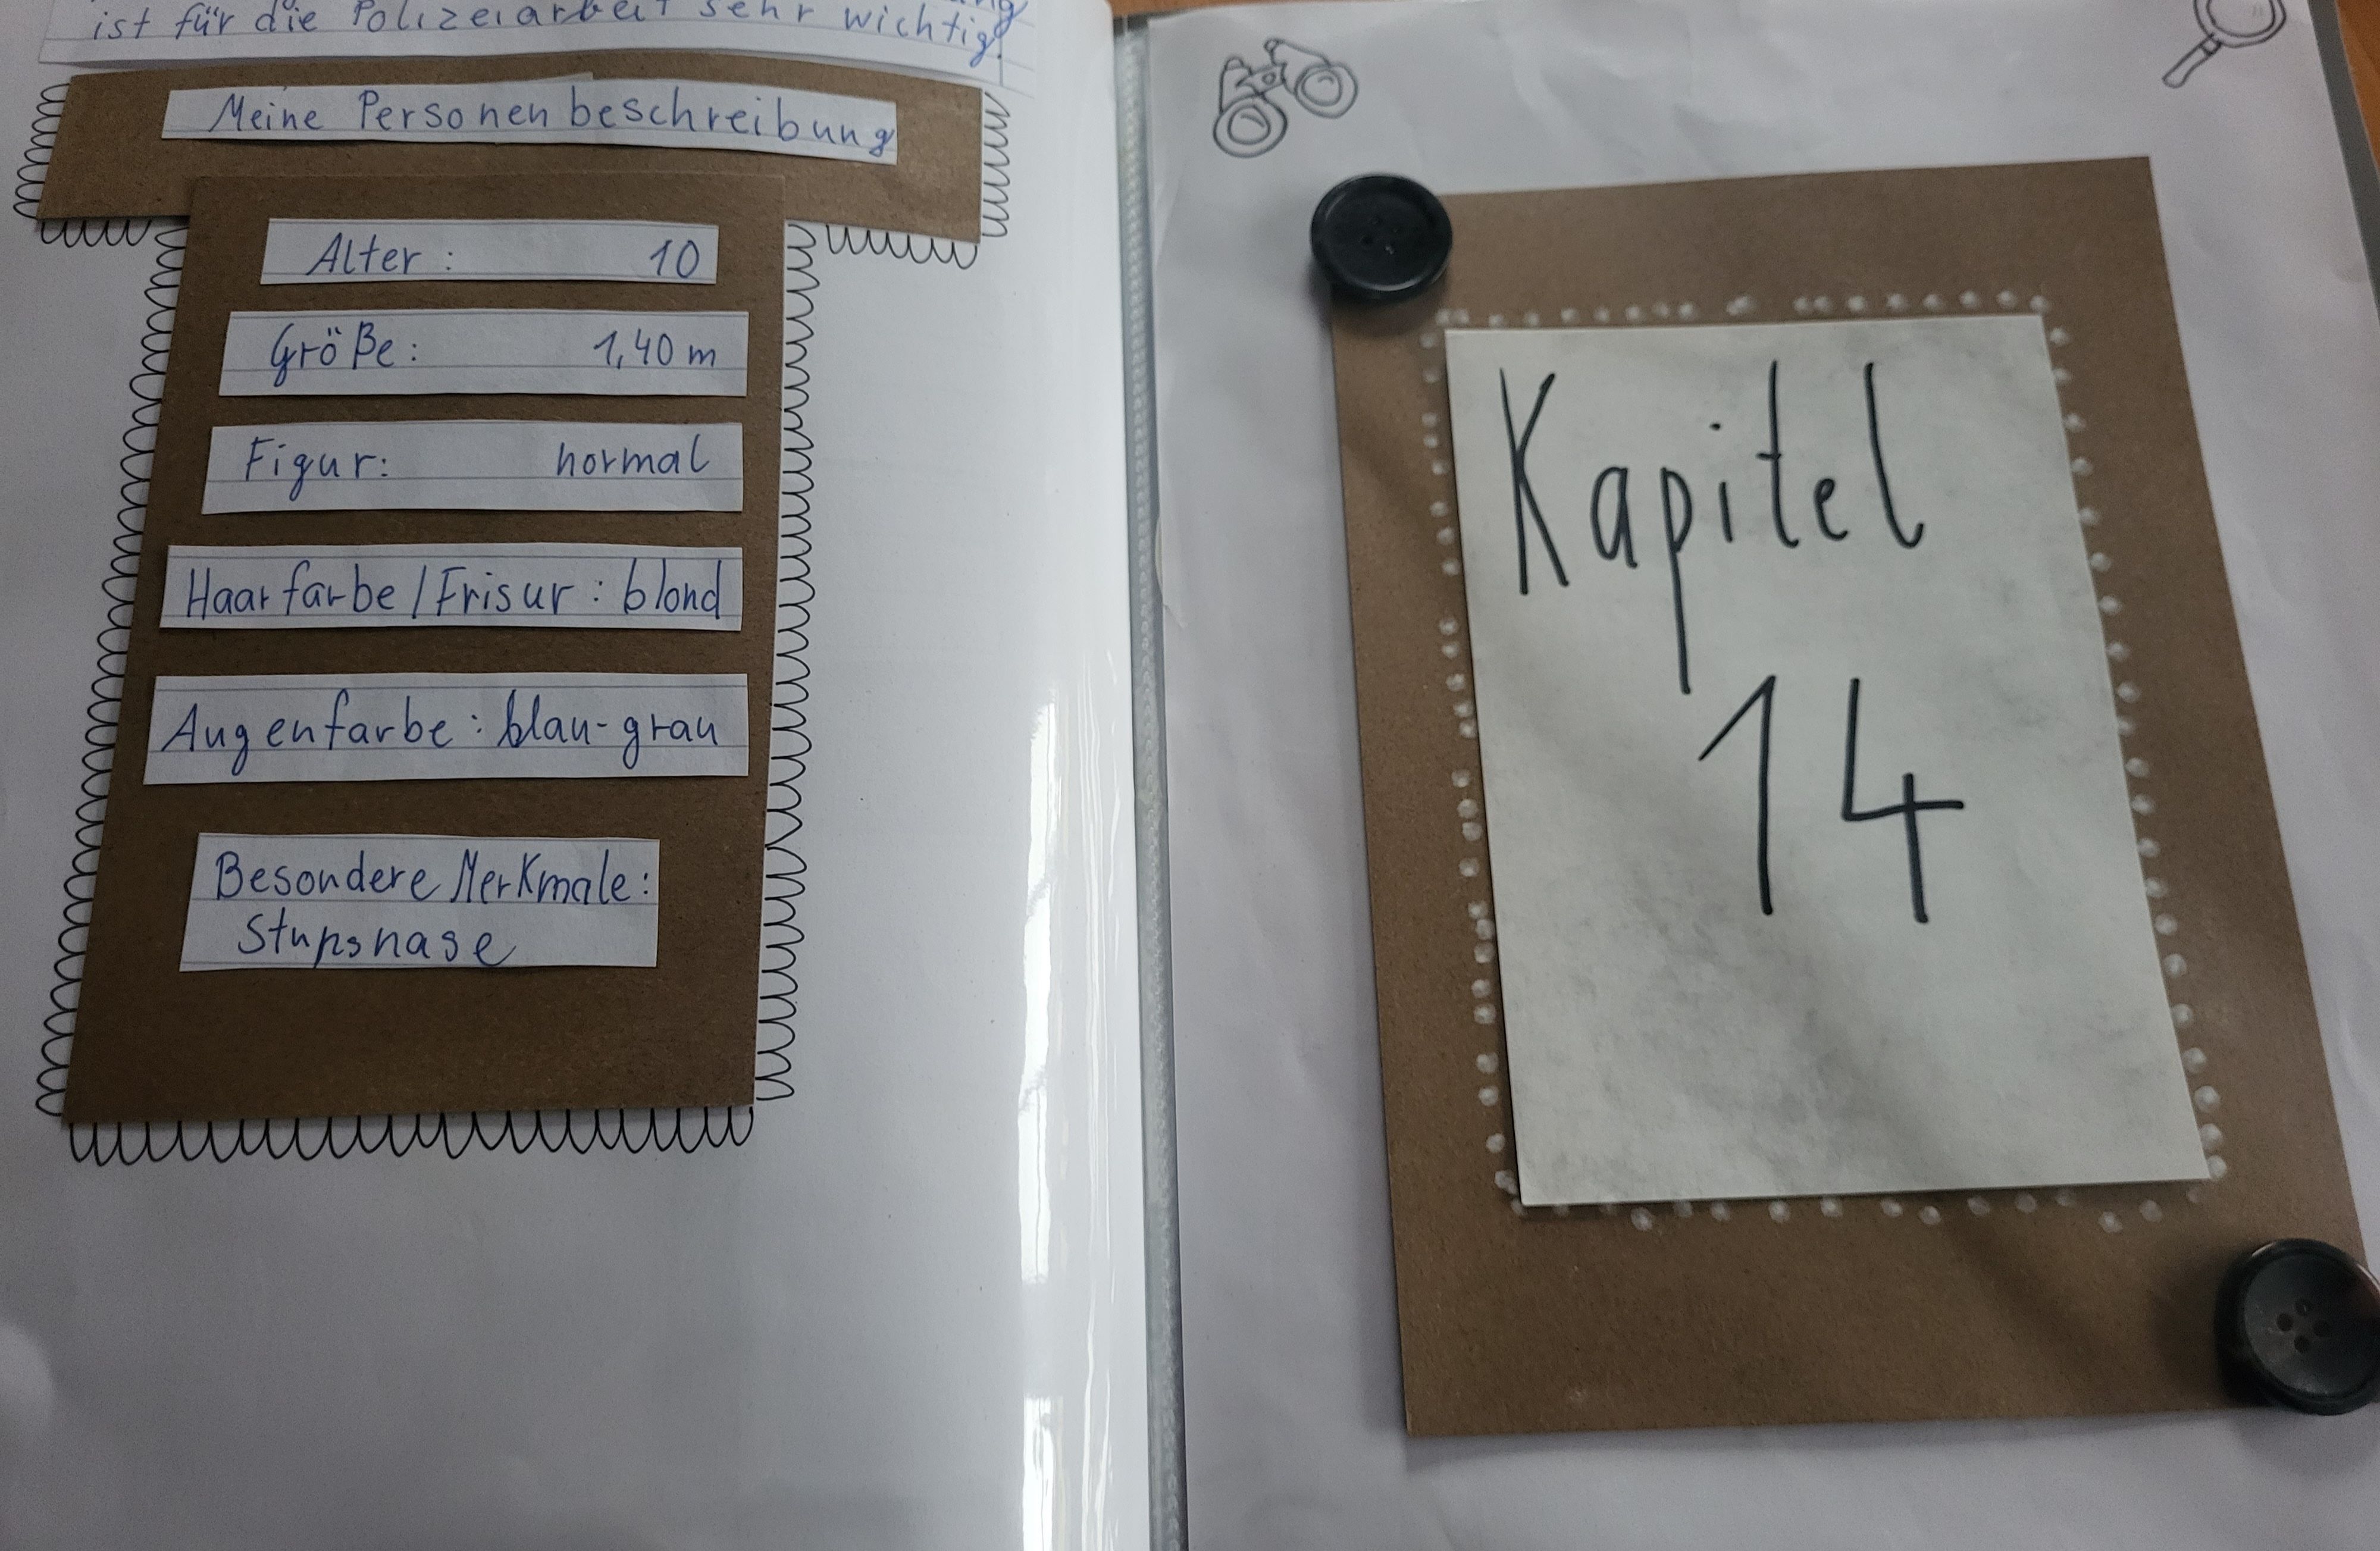 ist für die Polizeiarbeit sehr wichtig!
Meine Personenbeschreibung
Alter: 10
Größe: 1,40 m
Figur: normal
Haarfarbe/Frisur: blond
Augenfarbe: blau-grau
Besondere Merkmale:
Stupsnase
Kapitel
14